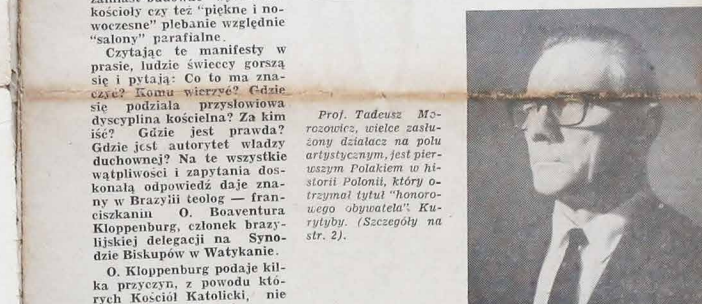 kościoły czy też "piękne i no-
woczesne" plebanie względnie
"salony" parafialne.
Czytając te manifesty w
prasie, ludzie świeccy gorszą
się i pytają: Co to ma zna-
czyć? Komu wierzyć? Gdzie
się podziała przysłowiowa
dyscyplina kościelna? Za kim
iść? Gdzie jest prawda?
Gdzie jest autorytet władzy
duchownej? Na te wszystkie
wątpliwości i zapytania dos-
konałą odpowiedź daje zna-
ny w Brazylii teolog — fran-
ciszkanin O. Boaventura
Kloppenburg, członek brazy-
lijskiej delegacji na Syno-
dzie Biskupów w Watykanie.
O. Kloppenburg podaje kil-
ka przyczyn, z powodu któ-
rych Kościół Katolicki, nie
Prof. Tadeusz Mo-
rozowicz, wielce zasłu-
żony działacz na polu
artystycznym, jest pier-
wszym Polakiem w hi-
storii Polonii, który o-
trzymał tytuł "honoro-
wego obywatela". Ku-
rytyby. (Szczegóły na
str. 2).